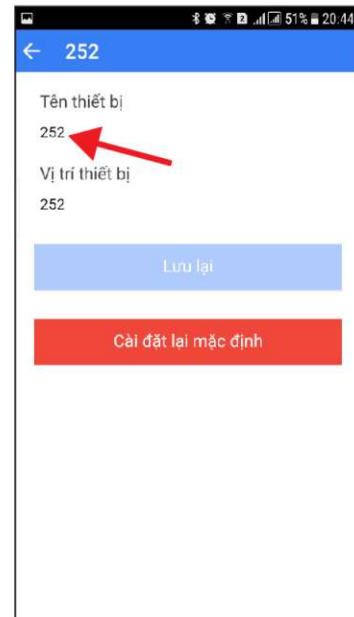 2 51% 20:44
← 252
Tên thiết bị
252
Vị trí thiết bị
252
Lưu lại
Cài đặt lại mặc định